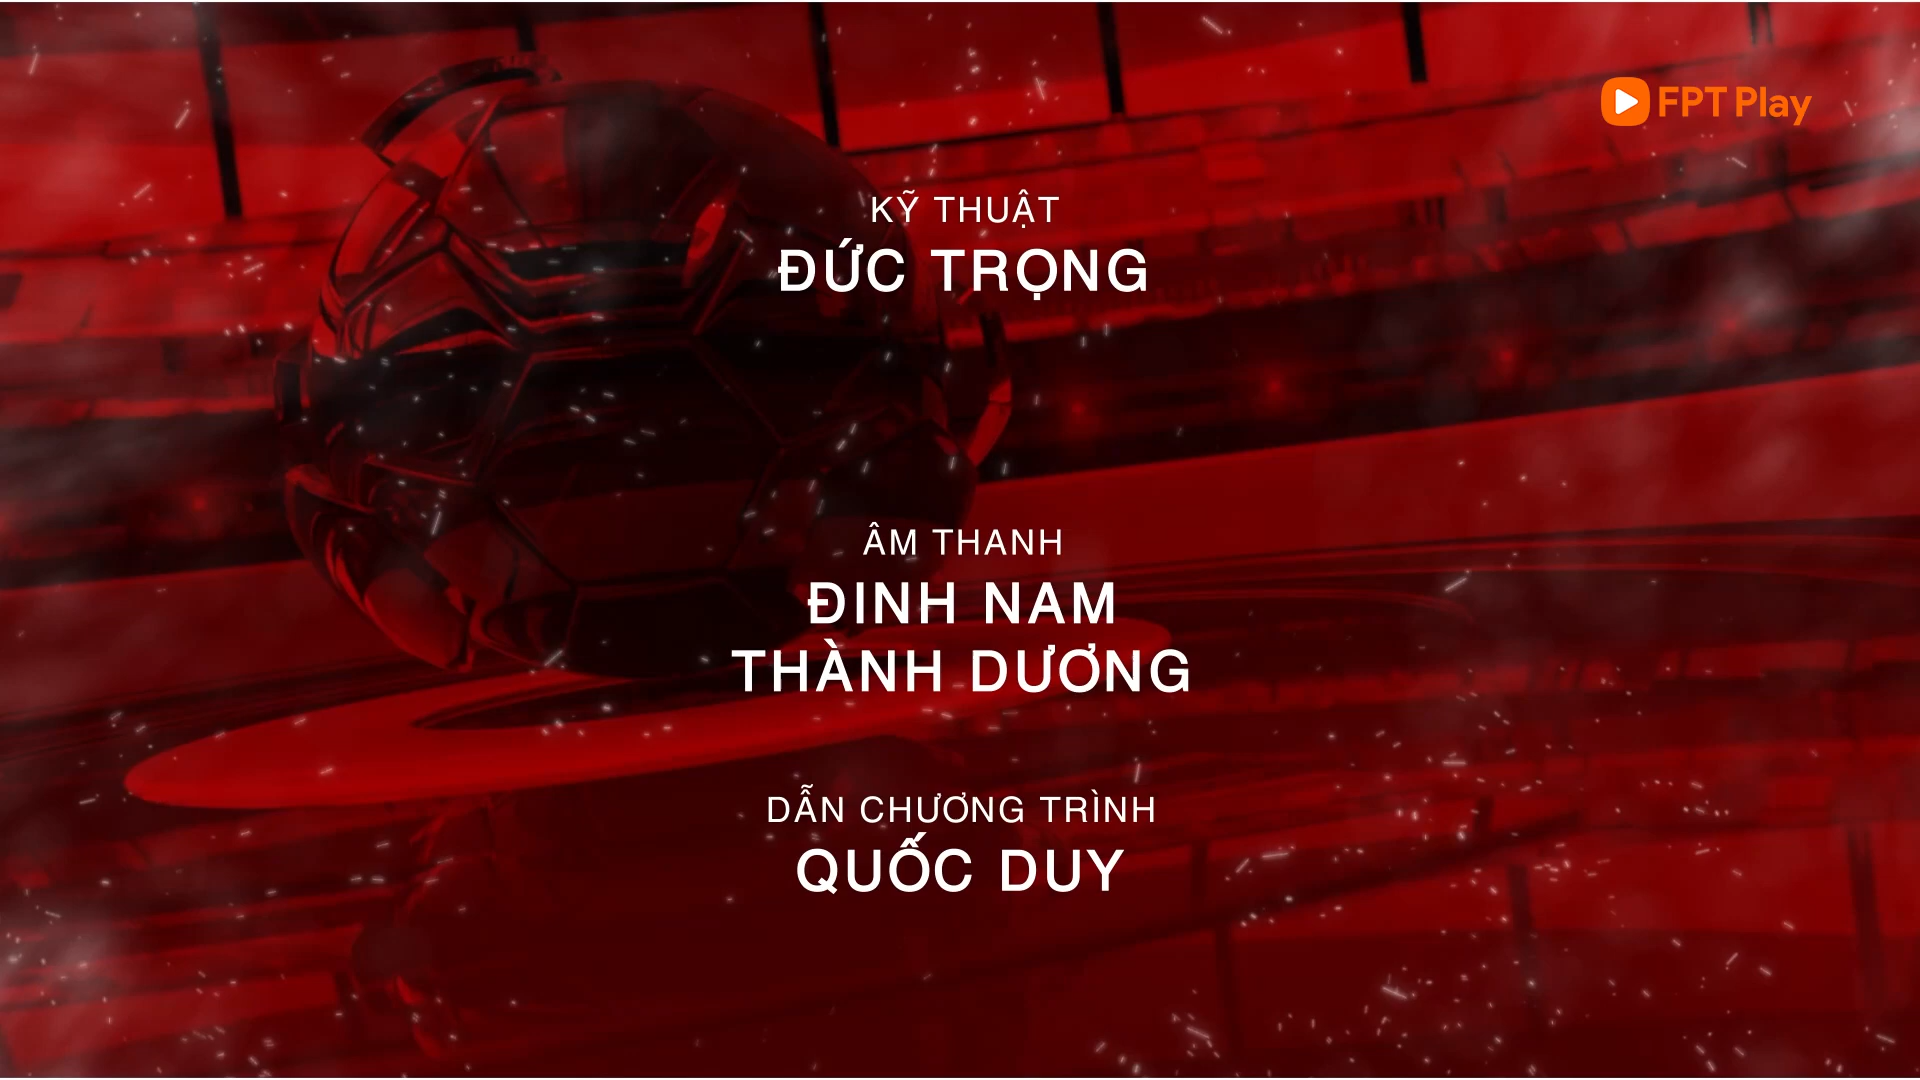 FPT Play
KỸ THUẬT
ĐỨC TRỌNG
ÂM THANH
ĐINH NAM
THÀNH DƯƠNG
DẪN CHƯƠNG TRÌNH
QUỐC DUY